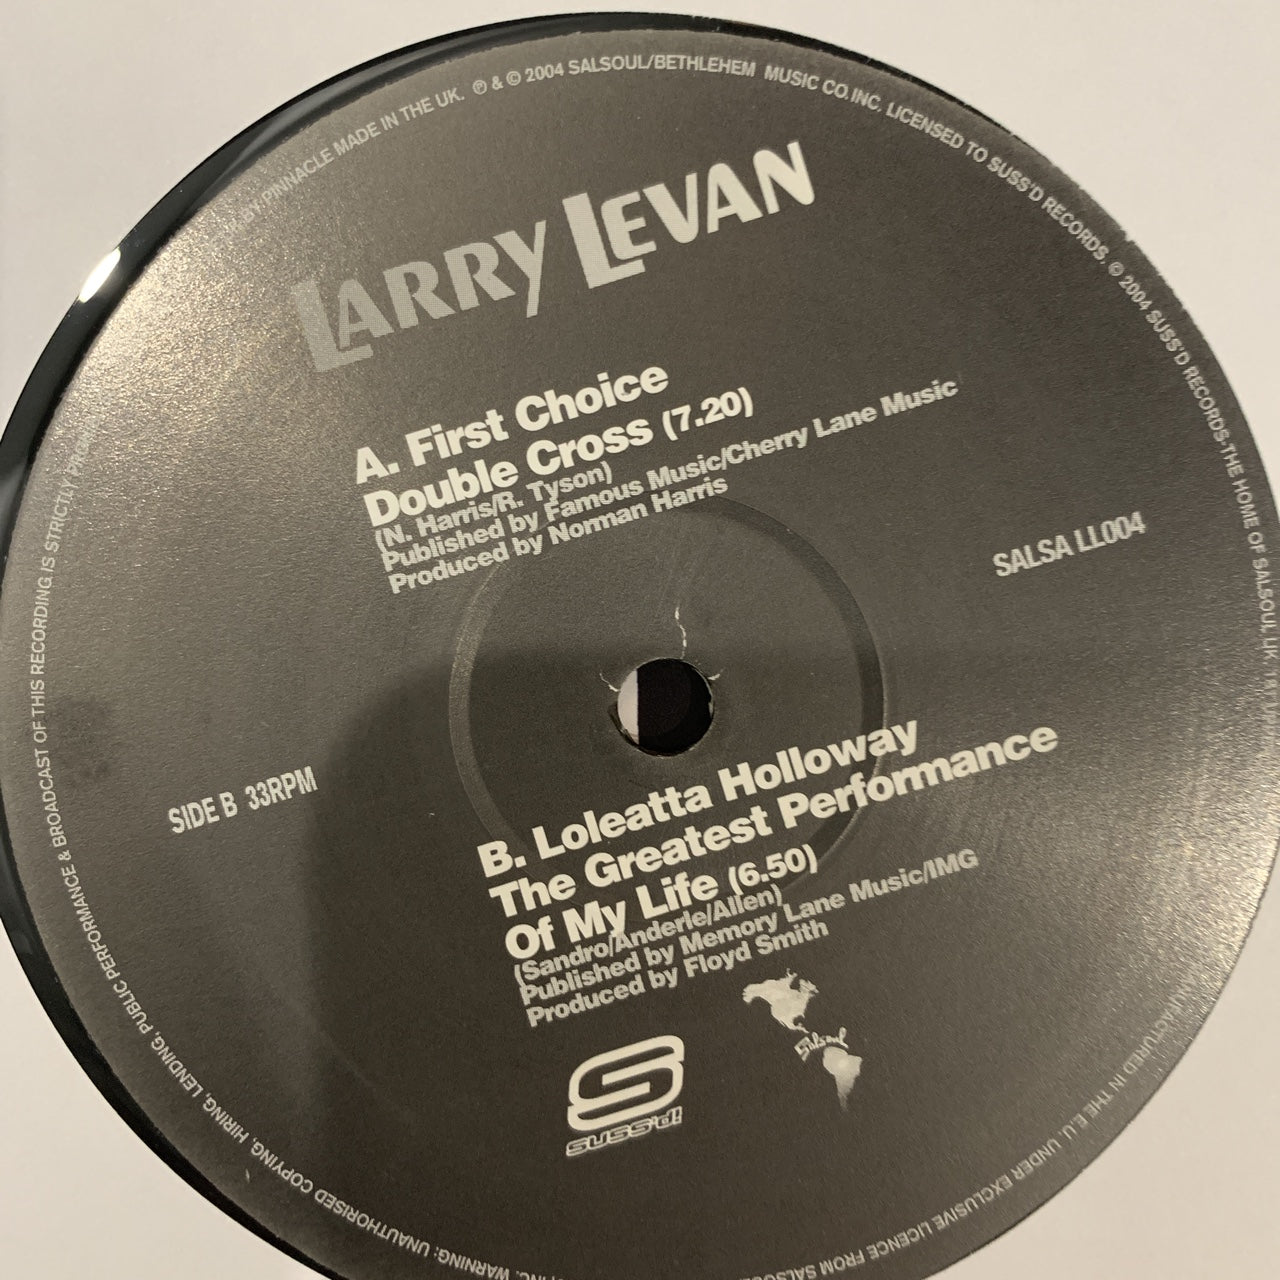 LARRY LEVAN
A. First Choice
Double Cross (7.20)
(N. Harris/R. Tyson)
Published by Famous Music/Cherry Lane Music
Produced by Norman Harris
SALSA LL004
SIDE B 33RPM
B. Loleatta Holloway
The Greatest Performance
Of My Life (6.50)
(Sandro/Anderle/Allen)
Published by Memory Lane Music/IMG
Produced by Floyd Smith
Salsoul
suss'd!
BY PINNACLE MADE IN THE UK. ℗ & © 2004 SALSOUL/BETHLEHEM MUSIC CO.INC. LICENSED TO SUSS'D RECORDS. © 2004 SUSS'D RECORDS-THE HOME OF SALSOUL UK
IN THE E.U. UNDER EXCLUSIVE LICENCE FROM
INC. WARNING: UNAUTHORISED COPYING, HIRING, LENDING, PUBLIC PERFORMANCE & BROADCAST OF THIS RECORDING IS STRICTLY